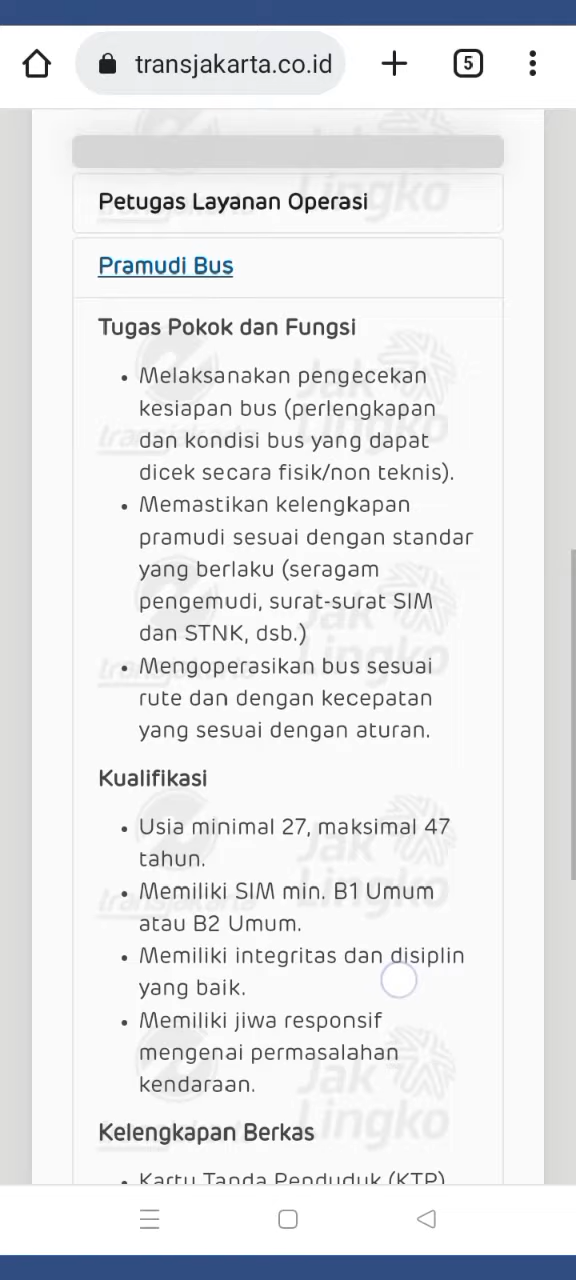 transjakarta.co.id
5
Petugas Layanan Operasi
Pramudi Bus
Tugas Pokok dan Fungsi
• Melaksanakan pengecekan
kesiapan bus (perlengkapan
dan kondisi bus yang dapat
dicek secara fisik/non teknis).
• Memastikan kelengkapan
pramudi sesuai dengan standar
yang berlaku (seragam
pengemudi, surat-surat SIM
dan STNK, dsb.)
• Mengoperasikan bus sesuai
rute dan dengan kecepatan
yang sesuai dengan aturan.
Kualifikasi
• Usia minimal 27, maksimal 47
tahun.
• Memiliki SIM min. B1 Umum
atau B2 Umum.
• Memiliki integritas dan disiplin
yang baik.
• Memiliki jiwa responsif
mengenai permasalahan
kendaraan.
Kelengkapan Berkas
• Kartu Tanda Penduduk (KTP)